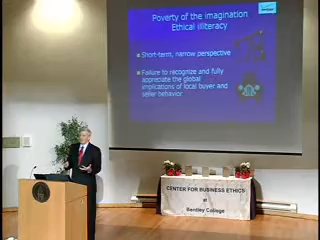 Poverty of the imagination
Ethical illiteracy
Short-term, narrow perspective
Failure to recognize and fully
appreciate the global
implications of local buyer and
seller behavior
CENTER FOR BUSINESS ETHICS
at
Bentley College